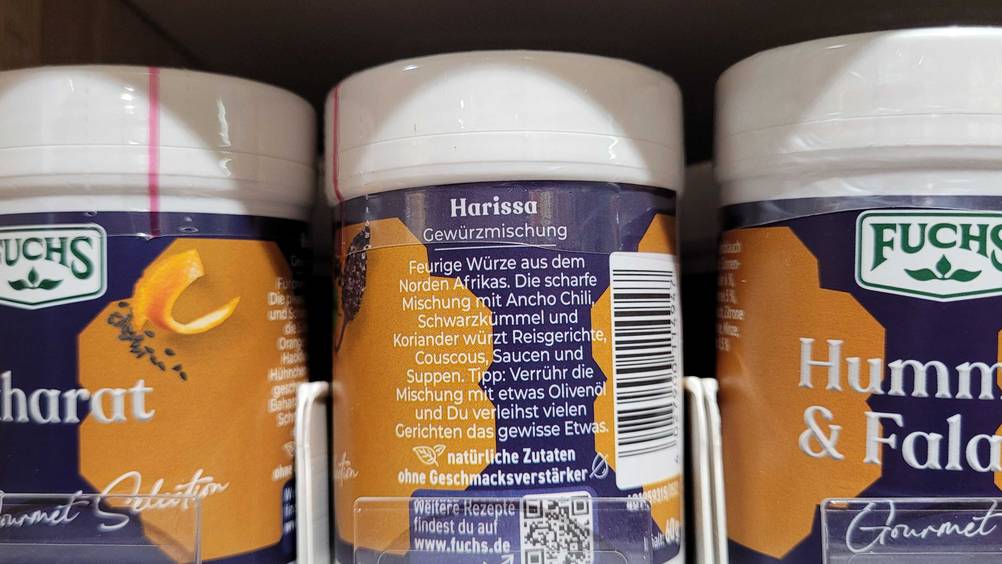 FUCHS
harat
Gourmet Selection
Harissa
Gewürzmischung
Feurige Würze aus dem
Norden Afrikas. Die scharfe
Mischung mit Ancho Chili,
Schwarzkümmel und
Koriander würzt Reisgerichte,
Couscous, Saucen und
Suppen. Tipp: Verrühr die
Mischung mit etwas Olivenöl
und Du verleihst vielen
Gerichten das gewisse Etwas.
natürliche Zutaten
ohne Geschmacksverstärker
Weitere Rezepte
findest du auf
www.fuchs.de
60g
FUCHS
Humm
& Fala
Gourmet